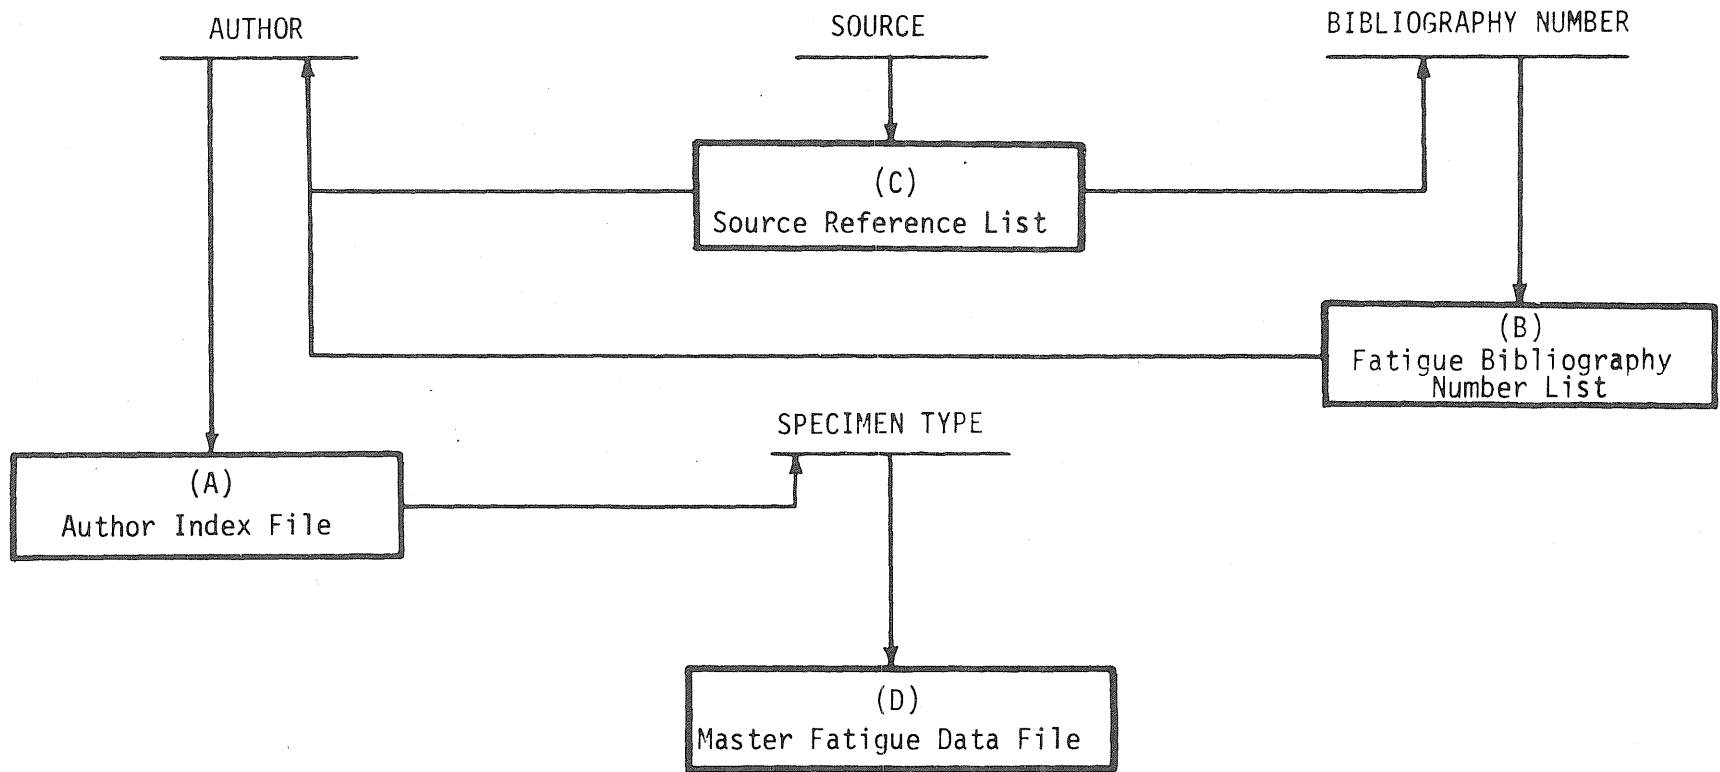 AUTHOR
SOURCE
BIBLIOGRAPHY NUMBER
(C)
Source Reference List
(B)
Fatigue Bibliography
Number List
SPECIMEN TYPE
(A)
Author Index File
(D)
Master Fatigue Data File